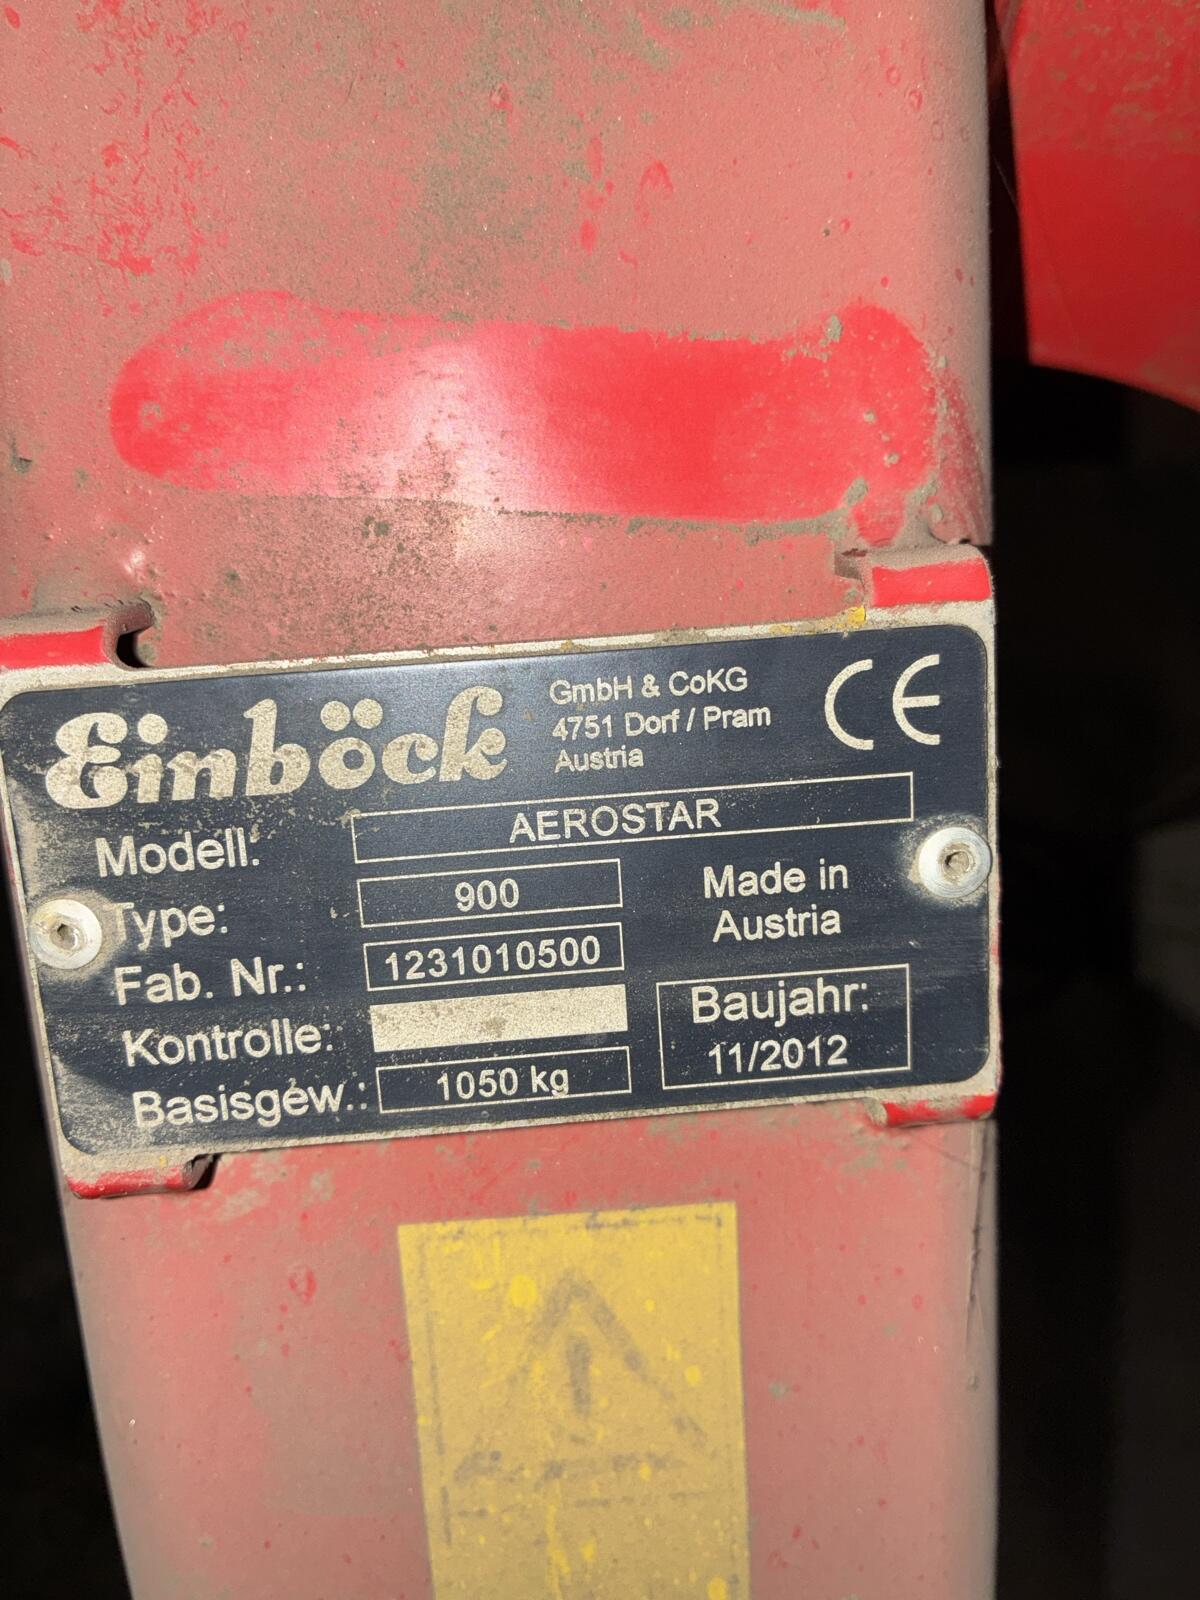 Einböck
GmbH & CoKG
4751 Dorf / Pram
Austria
CE
Modell: AEROSTAR
Type: 900
Made in
Austria
Fab. Nr.: 1231010500
Kontrolle:
Baujahr:
11/2012
Basisgew.: 1050 kg